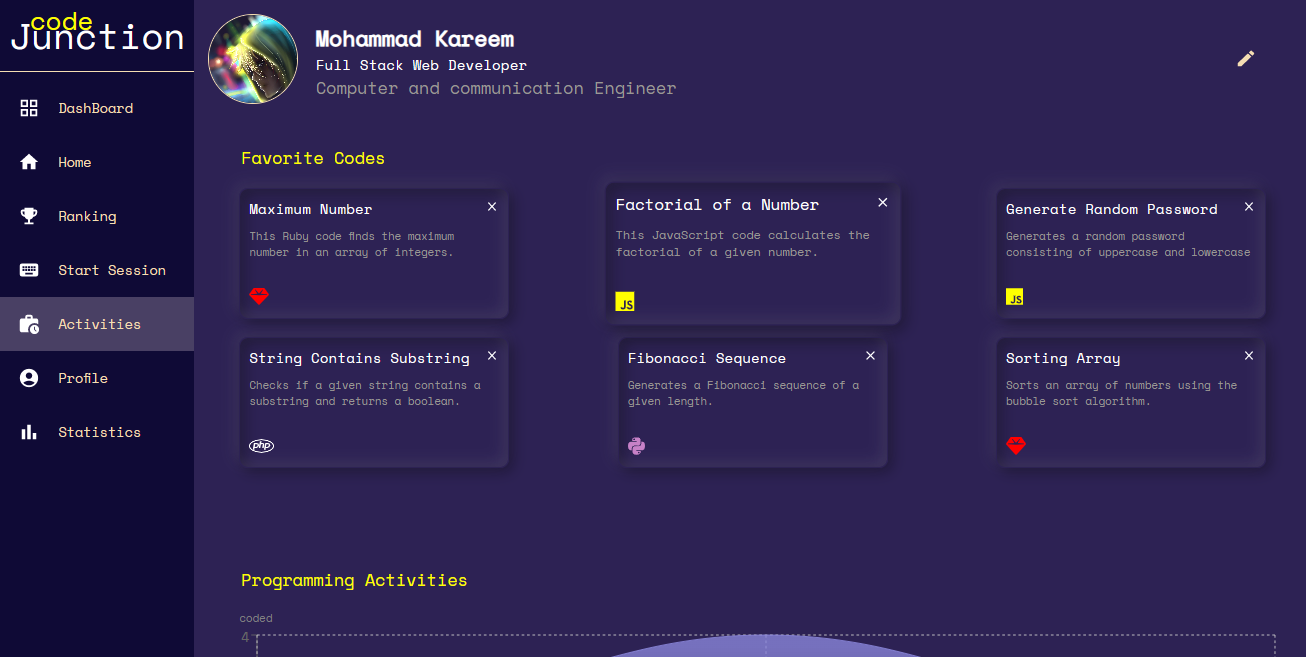 code
Junction
DashBoard
Home
Ranking
Start Session
Activities
Profile
Statistics
Mohammad Kareem
Full Stack Web Developer
Computer and communication Engineer
Favorite Codes
Maximum Number
This Ruby code finds the maximum
number in an array of integers.
Factorial of a Number
This JavaScript code calculates the
factorial of a given number.
JS
Generate Random Password
Generates a random password
consisting of uppercase and lowercase
JS
String Contains Substring
Checks if a given string contains a
substring and returns a boolean.
php
Fibonacci Sequence
Generates a Fibonacci sequence of a
given length.
Sorting Array
Sorts an array of numbers using the
bubble sort algorithm.
Programming Activities
coded
4